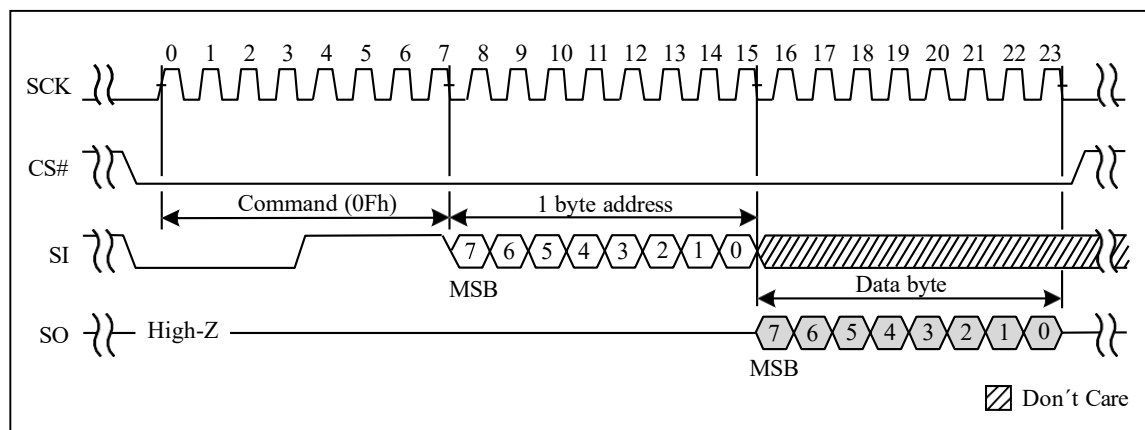 0 1 2 3 4 5 6 7 8 9 10 11 12 13 14 15 16 17 18 19 20 21 22 23
SCK
CS#
Command (0Fh) 1 byte address
SI 7 6 5 4 3 2 1 0
MSB Data byte
SO High-Z 7 6 5 4 3 2 1 0
MSB
Don´t Care